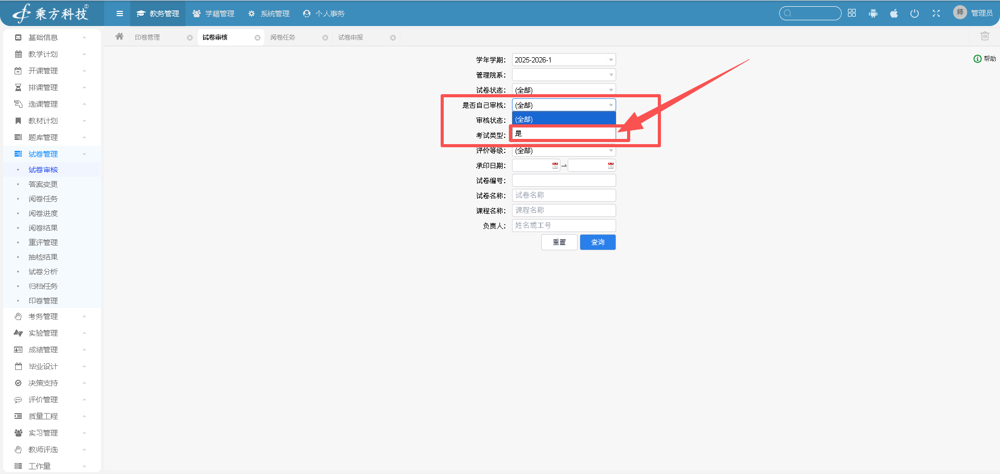 乘方科技
教务管理
学籍管理
系统管理
个人事务
师
管理员
印卷管理
试卷审核
阅卷任务
试卷申报
帮助
基础信息
教学计划
开课管理
排课管理
选课管理
教材计划
题库管理
试卷管理
试卷审核
答案变更
阅卷任务
阅卷进度
阅卷结果
重评管理
抽检结果
试卷分析
归档任务
印卷管理
考务管理
实验管理
成绩管理
毕业设计
决策支持
评价管理
质量工程
实习管理
教师评选
工作量
学年学期: 2025-2026-1
管理院系:
试卷状态: (全部)
是否自己审核: (全部)
审核状态: (全部)
考试类型: 是
评价等级: (全部)
承印日期:
试卷编号:
试卷名称: 试卷名称
课程名称: 课程名称
负责人: 姓名或工号
重置
查询